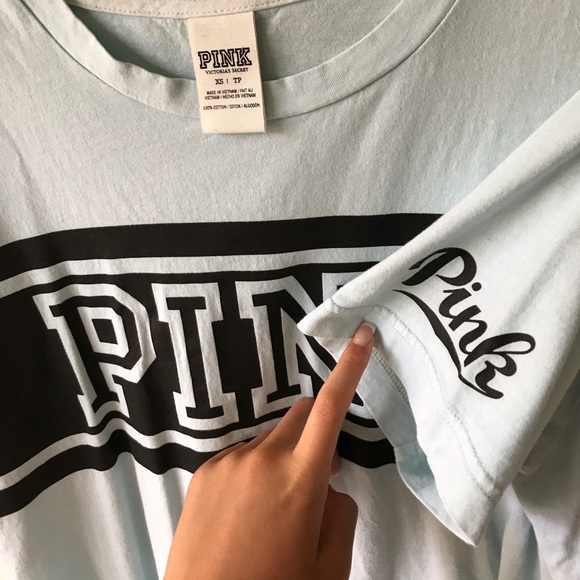 PINK
VICTORIA'S SECRET
XS | TP
MADE IN VIETNAM / FAIT AU
VIETNAM / HECHO EN VIETNAM
100% COTTON / COTON / ALGODÓN
PIN
Pink